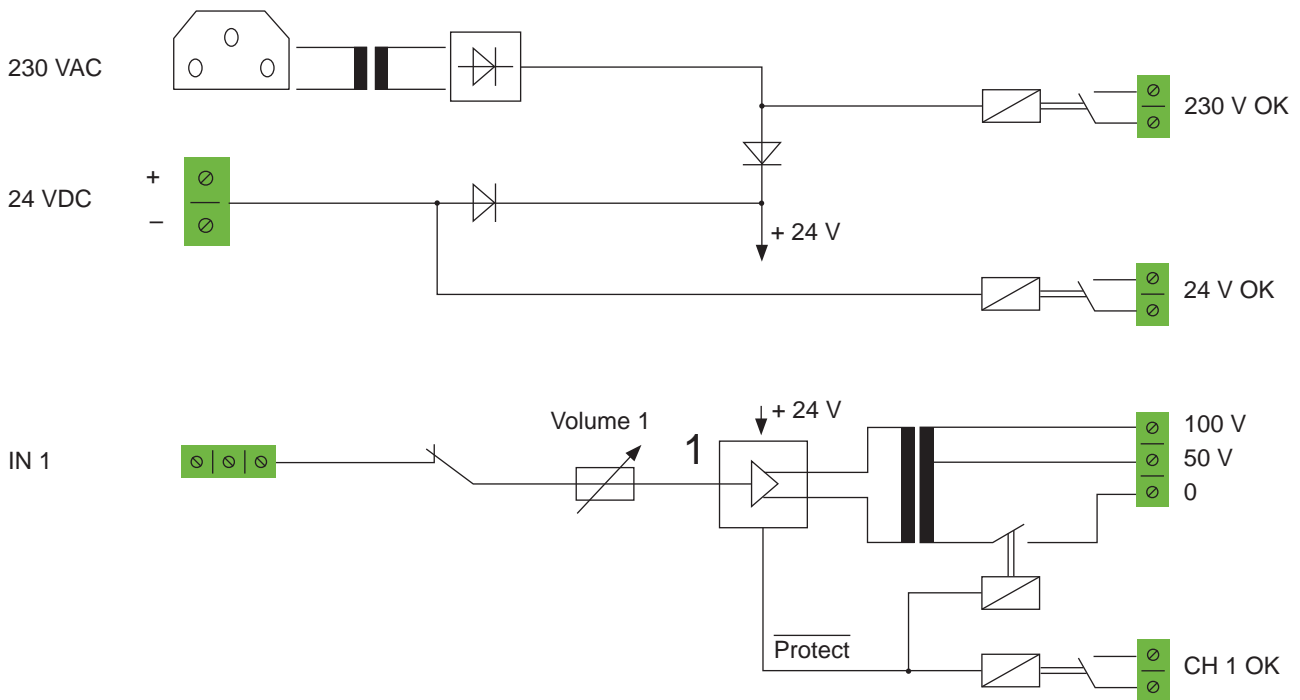 230 VAC
230 V OK
+
24 VDC
–
+ 24 V
24 V OK
+ 24 V
Volume 1
1
100 V
50 V
0
IN 1
Protect
CH 1 OK